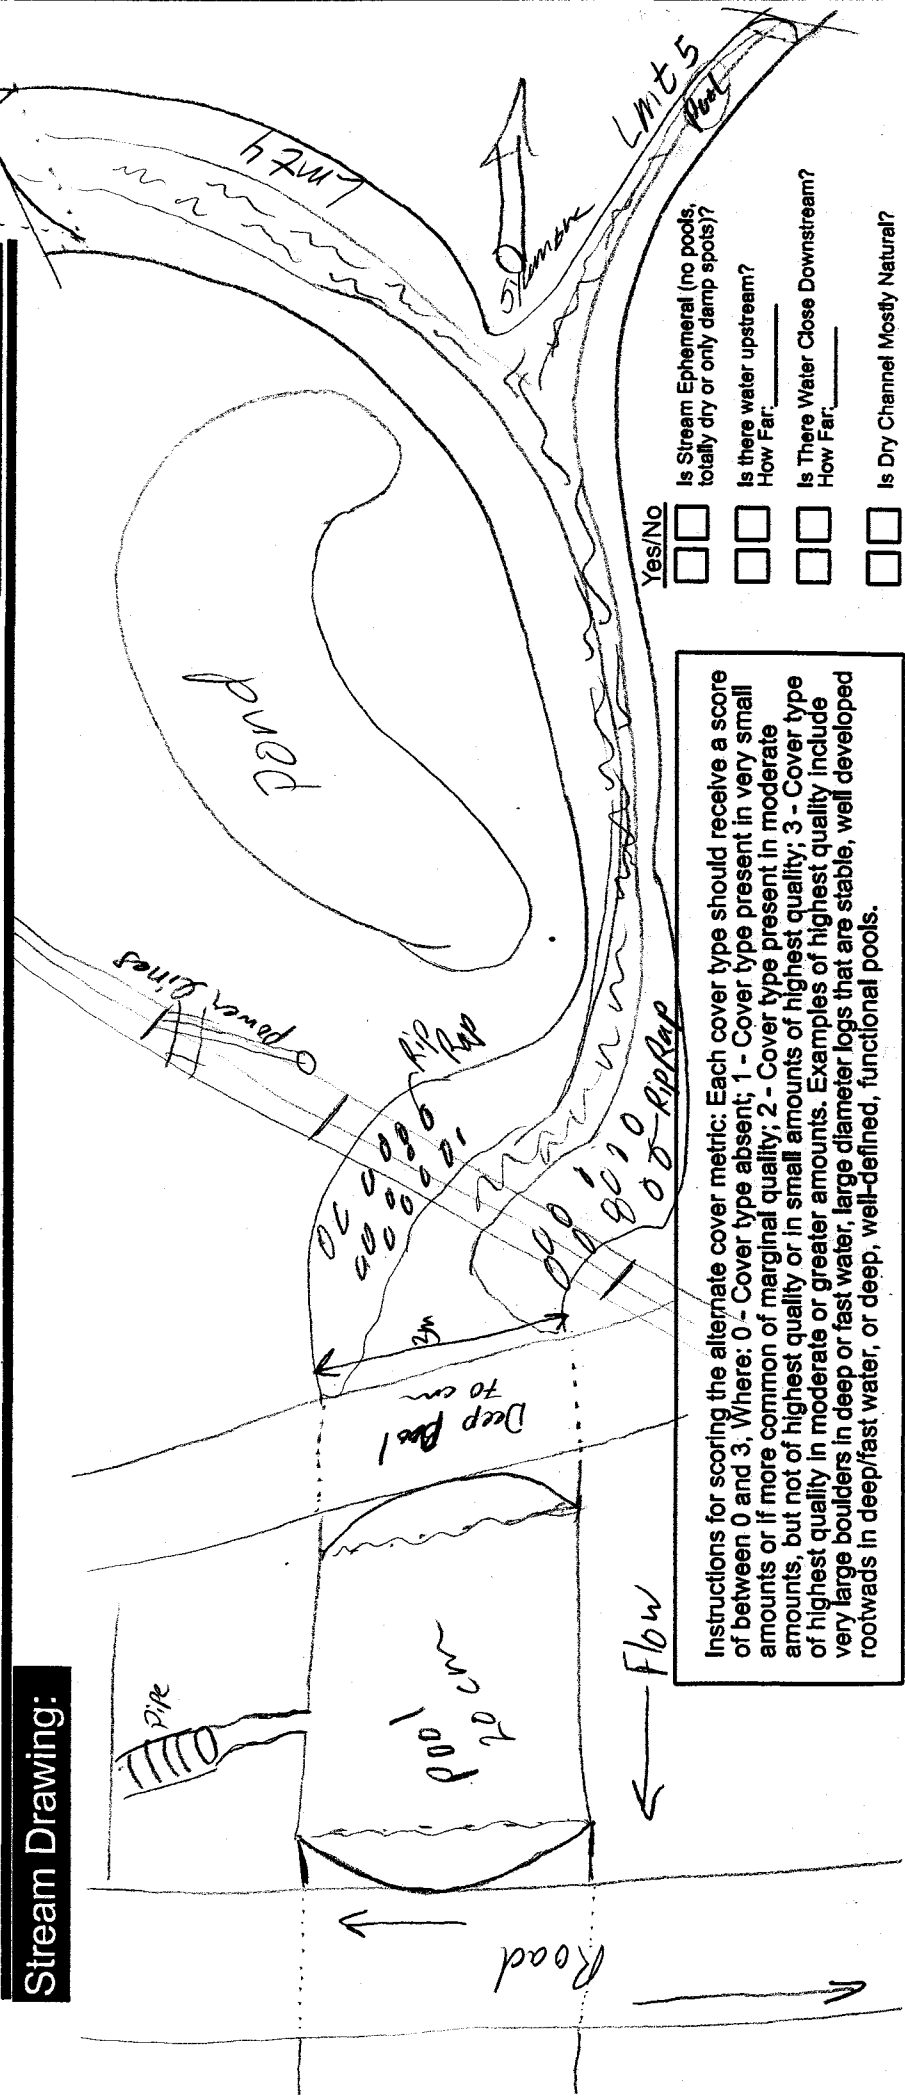 Stream Drawing:
Pipe
pool
20 cm
Road
← Flow
Deep Pool
70 cm
2m
Rip
Rap
Rip Rap
power lines
Pond
Lmt 4
Lmt 5
Pool
Yes/No
Is Stream Ephemeral (no pools,
totally dry or only damp spots)?
Is there water upstream?
How Far:______
Is There Water Close Downstream?
How Far:______
Is Dry Channel Mostly Natural?
Instructions for scoring the alternate cover metric: Each cover type should receive a score
of between 0 and 3, Where: 0 - Cover type absent; 1 - Cover type present in very small
amounts or if more common of marginal quality; 2 - Cover type present in moderate
amounts, but not of highest quality or in small amounts of highest quality; 3 - Cover type
of highest quality in moderate or greater amounts. Examples of highest quality include
very large boulders in deep or fast water, large diameter logs that are stable, well developed
rootwads in deep/fast water, or deep, well-defined, functional pools.